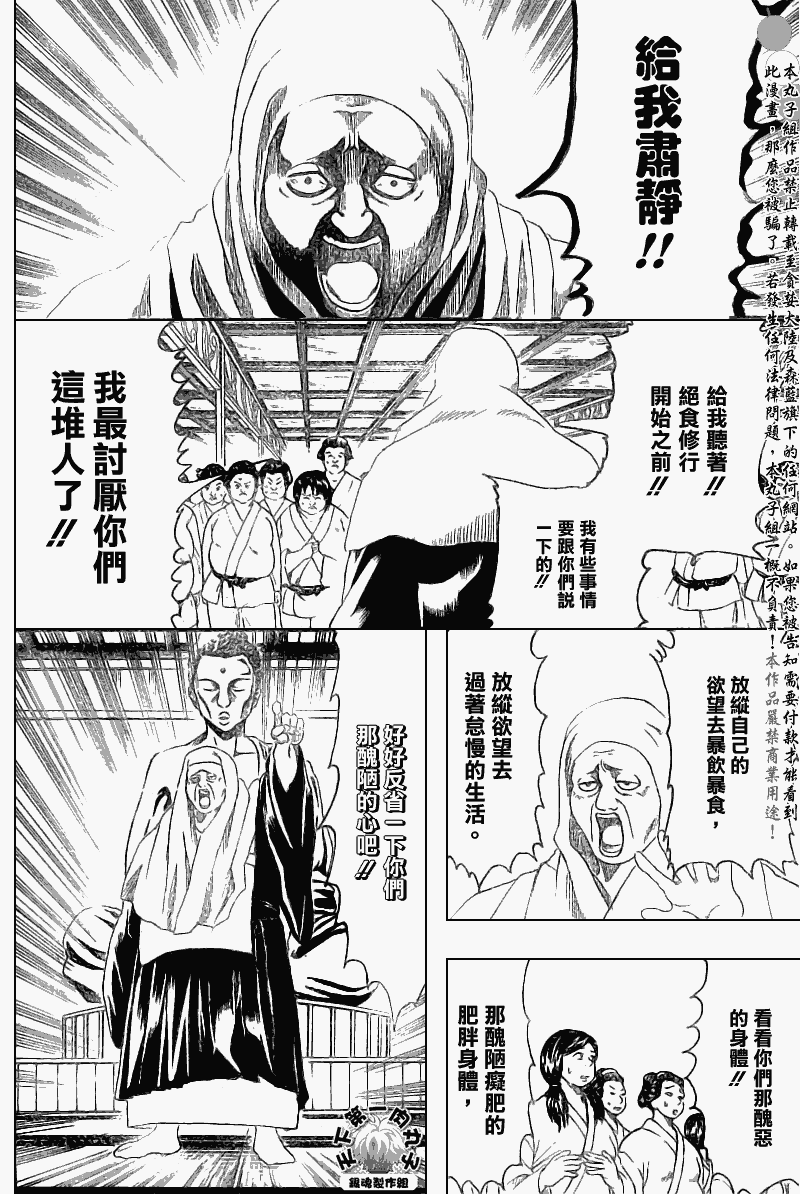 給我肅靜!!
給我聽著!!
絕食修行
開始之前!!
我有些事情
要跟你們說
一下的!!
我最討厭你們
這堆人了!!
放縱自己的
欲望去暴飲暴食,
放縱欲望去
過著怠慢的生活。
看看你們那醜惡
的身體!!
那醜陋癡肥的
肥胖身體,
好好反省一下你們
那醜陋的心吧!!
本丸子組作品禁止轉載至貪婪大陸及森藍旗下的任何網站。如果您被告知需要付款才能看到
此漫畫,那麼您被騙了。若發生任何法律問題,本丸子組一概不負責!本作品嚴禁商業用途!
天下第一肉丸子
銀魂製作組